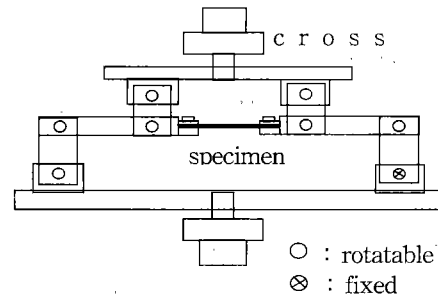 cross
specimen
: rotatable
: fixed